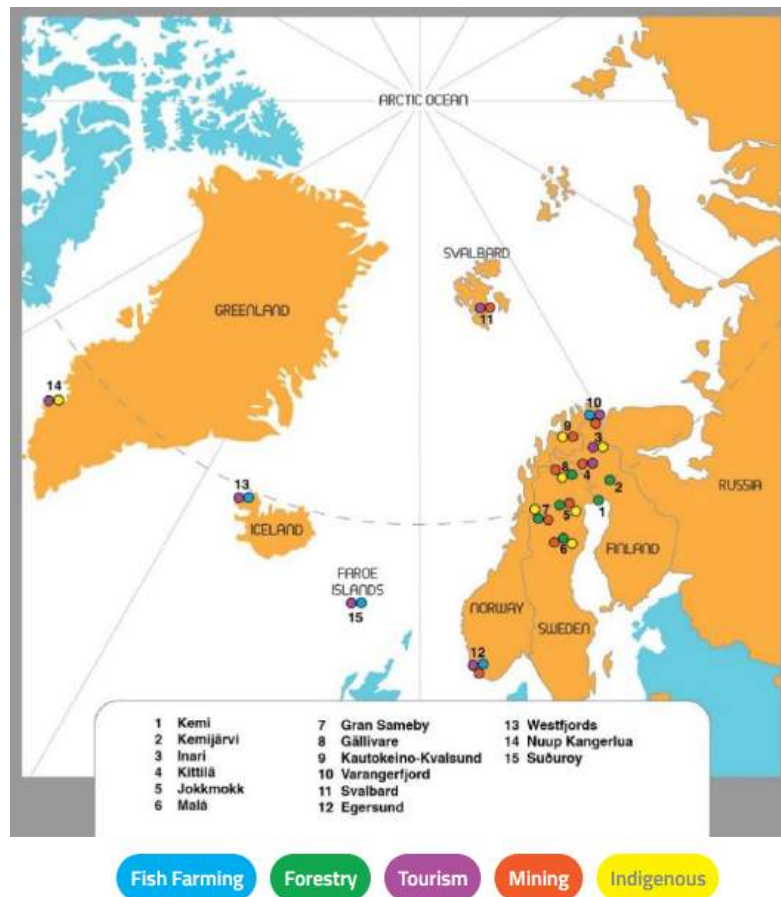 ARCTIC OCEAN
SVALBARD
GREENLAND
11
14
10
9
3
8
4
2
RUSSIA
13
7
5
1
ICELAND
6
FINLAND
FAROE
ISLANDS
15
NORWAY
SWEDEN
12
1 Kemi
2 Kemijärvi
3 Inari
4 Kittilä
5 Jokkmokk
6 Malå
7 Gran Sameby
8 Gällivare
9 Kautokeino-Kvalsund
10 Varangerfjord
11 Svalbard
12 Egersund
13 Westfjords
14 Nuup Kangerlua
15 Suðuroy
Fish Farming
Forestry
Tourism
Mining
Indigenous